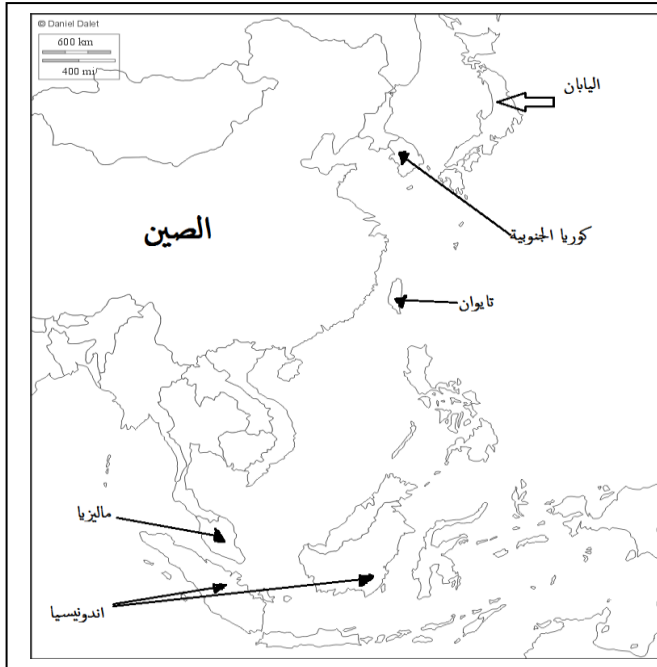 © Daniel Dalet
600 km
400 mi
اليابان
الصين
كوريا الجنوبية
تايوان
ماليزيا
اندونيسيا